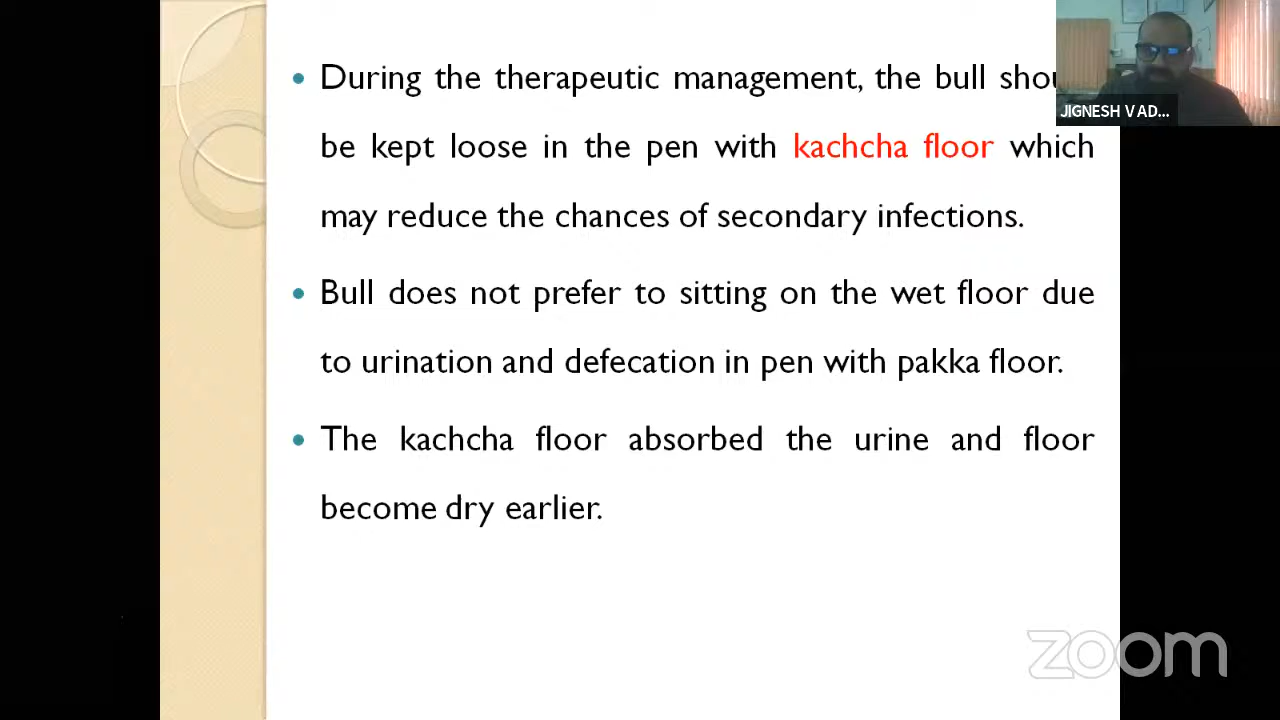 During the therapeutic management, the bull
be kept loose in the pen with kachcha floor which
may reduce the chances of secondary infections.
Bull does not prefer to sitting on the wet floor due
to urination and defecation in pen with pakka floor.
The kachcha floor absorbed the urine and floor
become dry earlier.
JIGNESH V AD...
zoom